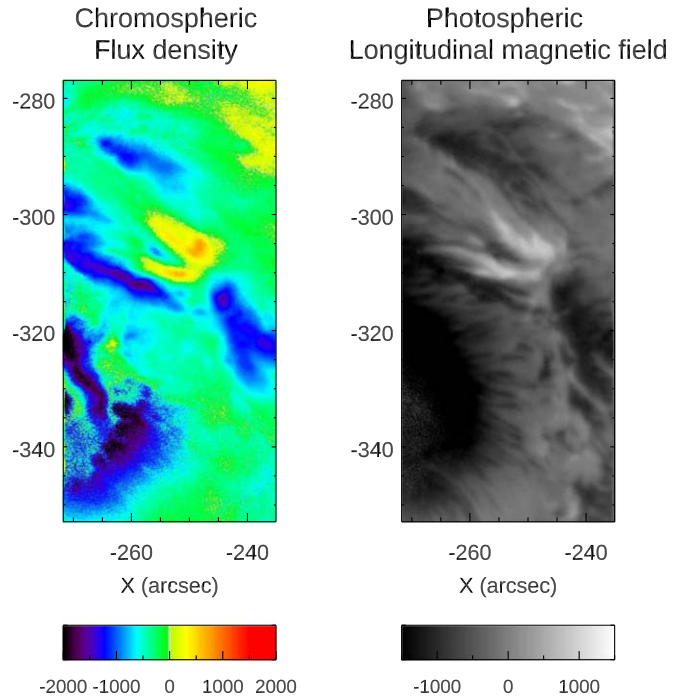 Chromospheric
Flux density
Photospheric
Longitudinal magnetic field
-280
-300
-320
-340
-280
-300
-320
-340
-260 -240
-260 -240
X (arcsec)
X (arcsec)
-2000 -1000 0 1000 2000
-1000 0 1000